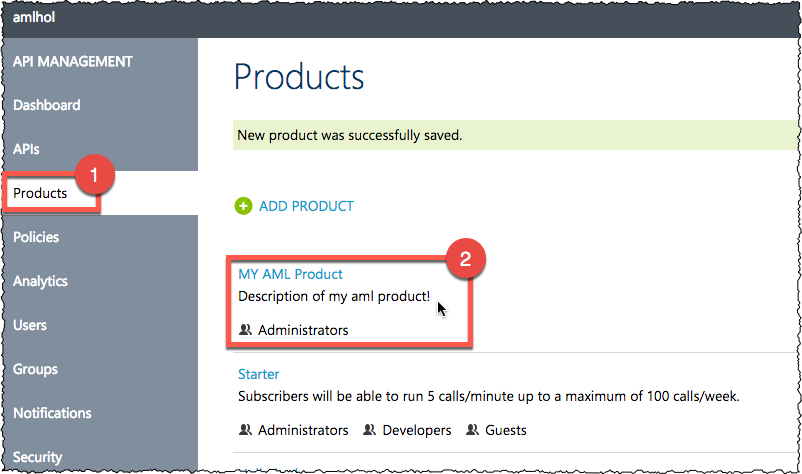 amlhol
API MANAGEMENT
Dashboard
APIs
1
Products
Policies
Analytics
Users
Groups
Notifications
Security
Products
New product was successfully saved.
ADD PRODUCT
2
MY AML Product
Description of my aml product!
Administrators
Starter
Subscribers will be able to run 5 calls/minute up to a maximum of 100 calls/week.
Administrators Developers Guests